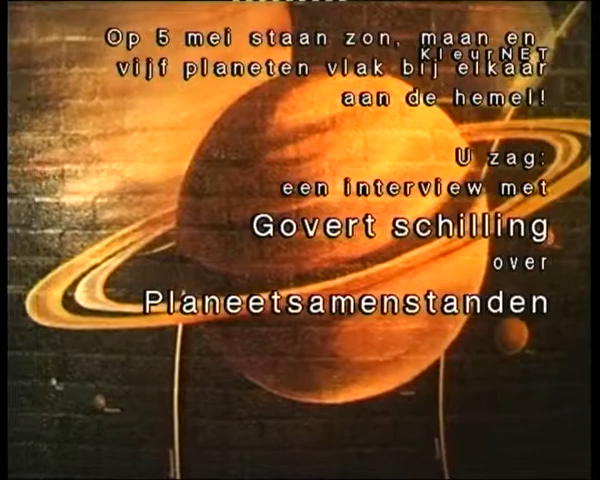 Op 5 mei staan zon, maan en
KleurNET
vijf planeten vlak bij elkaar
aan de hemel!
U zag:
een interview met
Govert schilling
over
Planeetsamenstanden